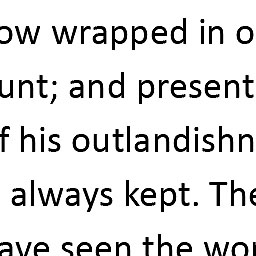 ow wrapped in o
unt; and present
f his outlandishn
always kept. The
ave seen the wor